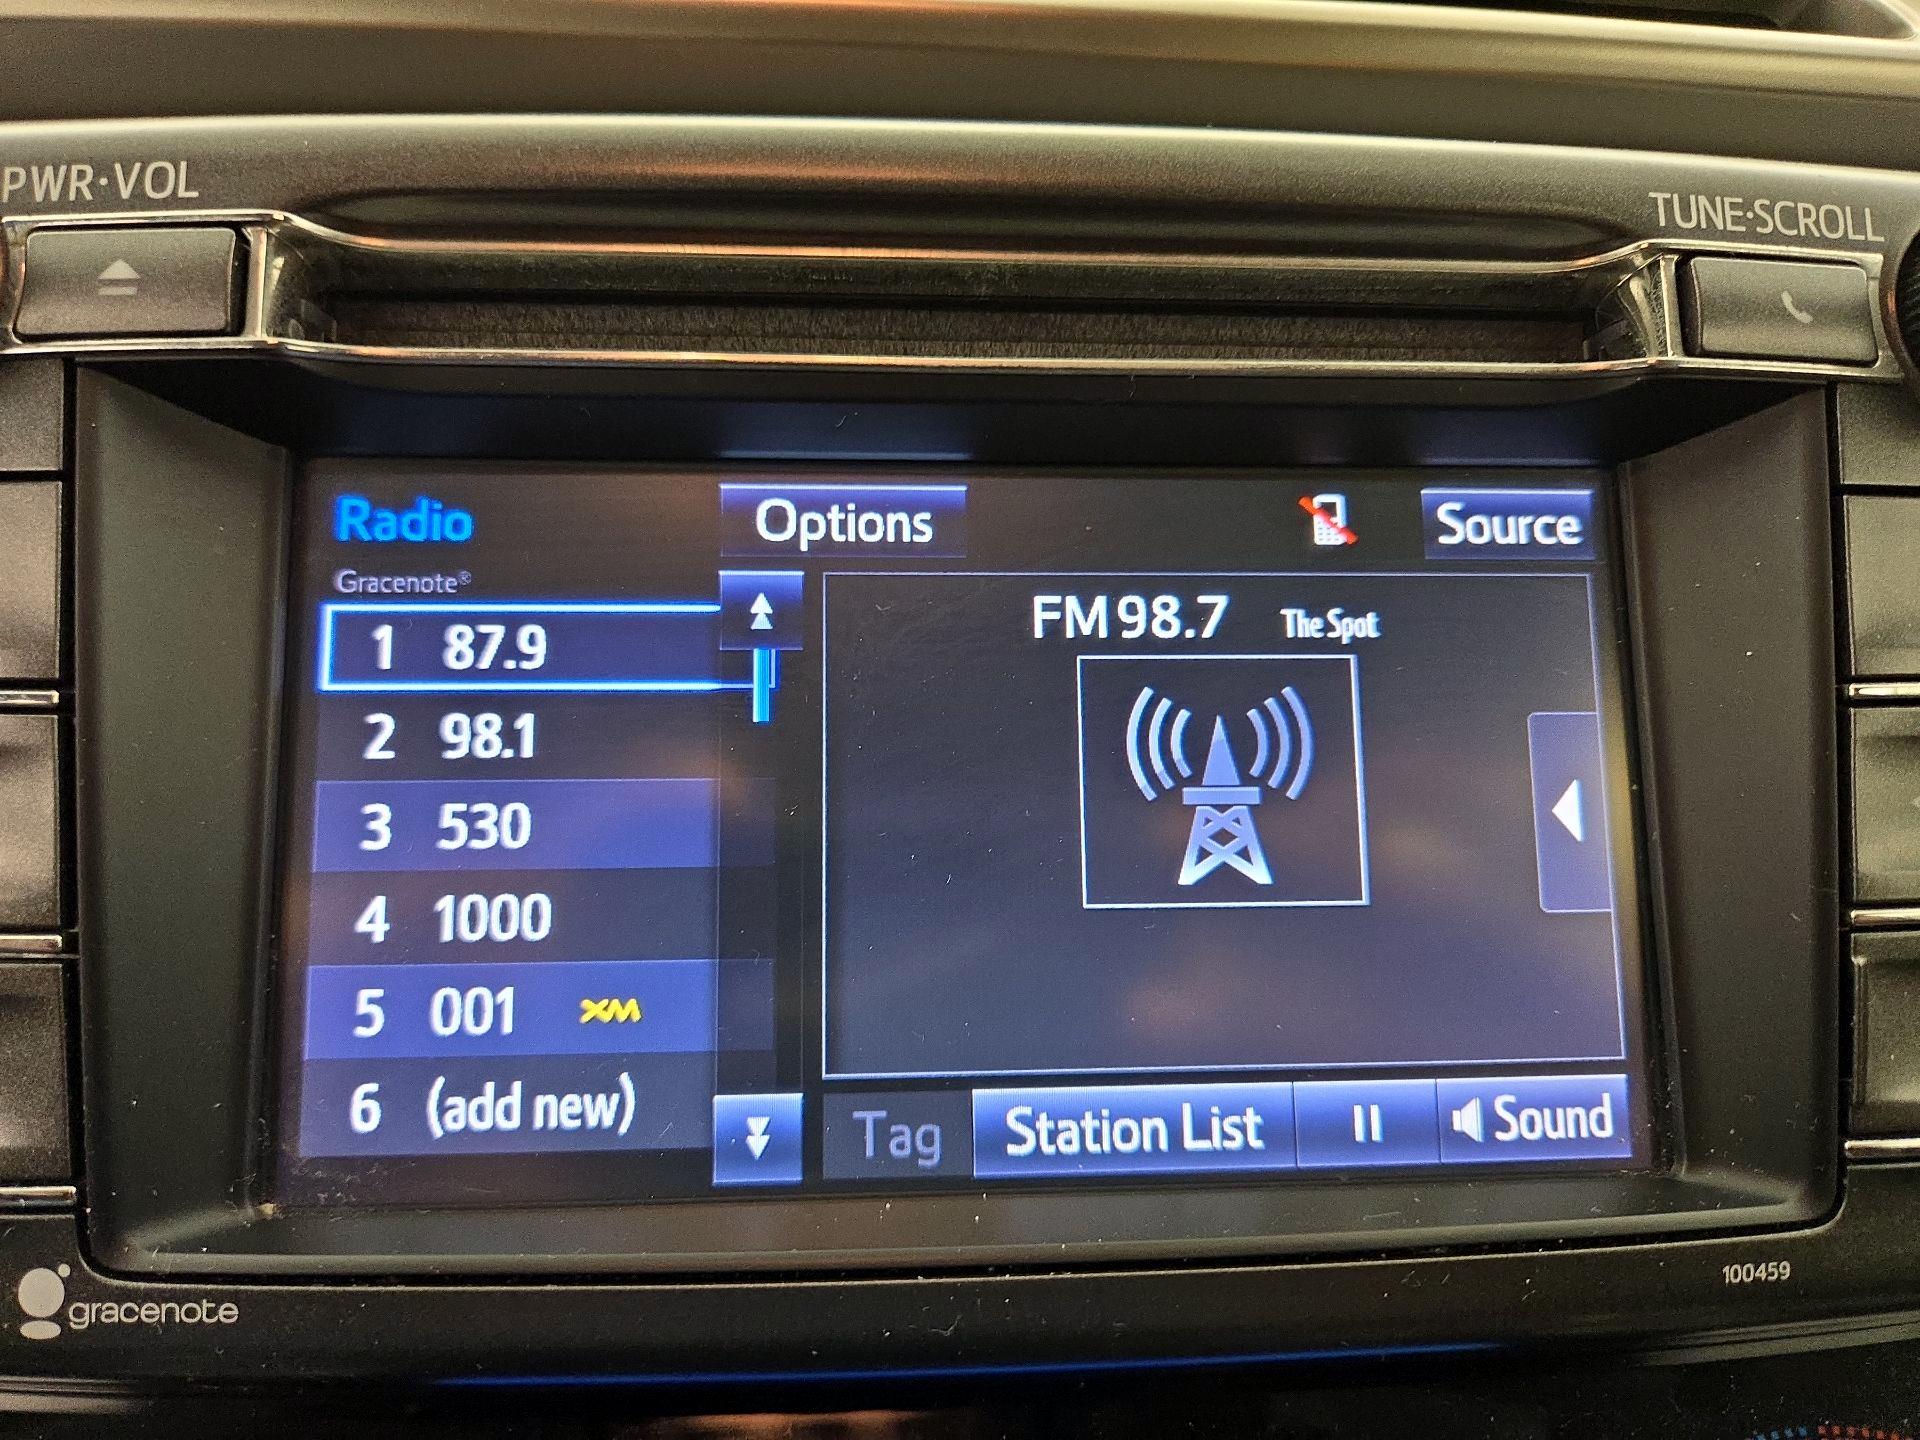 PWR·VOL
TUNE·SCROLL
Radio
Options
Source
Gracenote®
1 87.9
2 98.1
3 530
4 1000
5 001 XM
6 (add new)
FM 98.7 The Spot
Tag
Station List
Sound
gracenote
100459